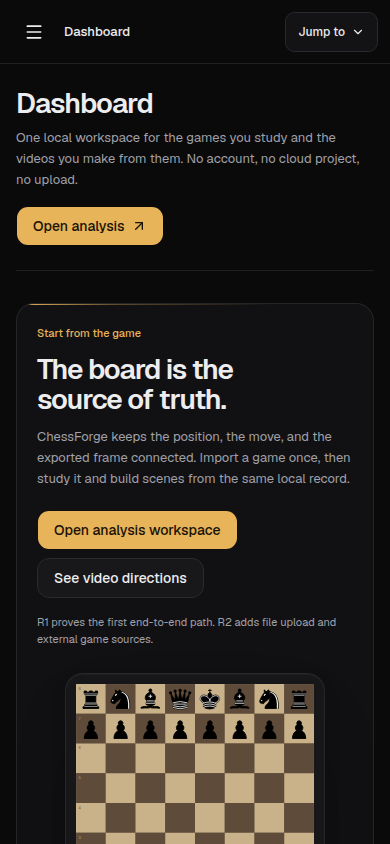 Dashboard
Jump to
Dashboard
One local workspace for the games you study and the
videos you make from them. No account, no cloud project,
no upload.
Open analysis
Start from the game
The board is the
source of truth.
ChessForge keeps the position, the move, and the
exported frame connected. Import a game once, then
study it and build scenes from the same local record.
Open analysis workspace
See video directions
R1 proves the first end-to-end path. R2 adds file upload and
external game sources.